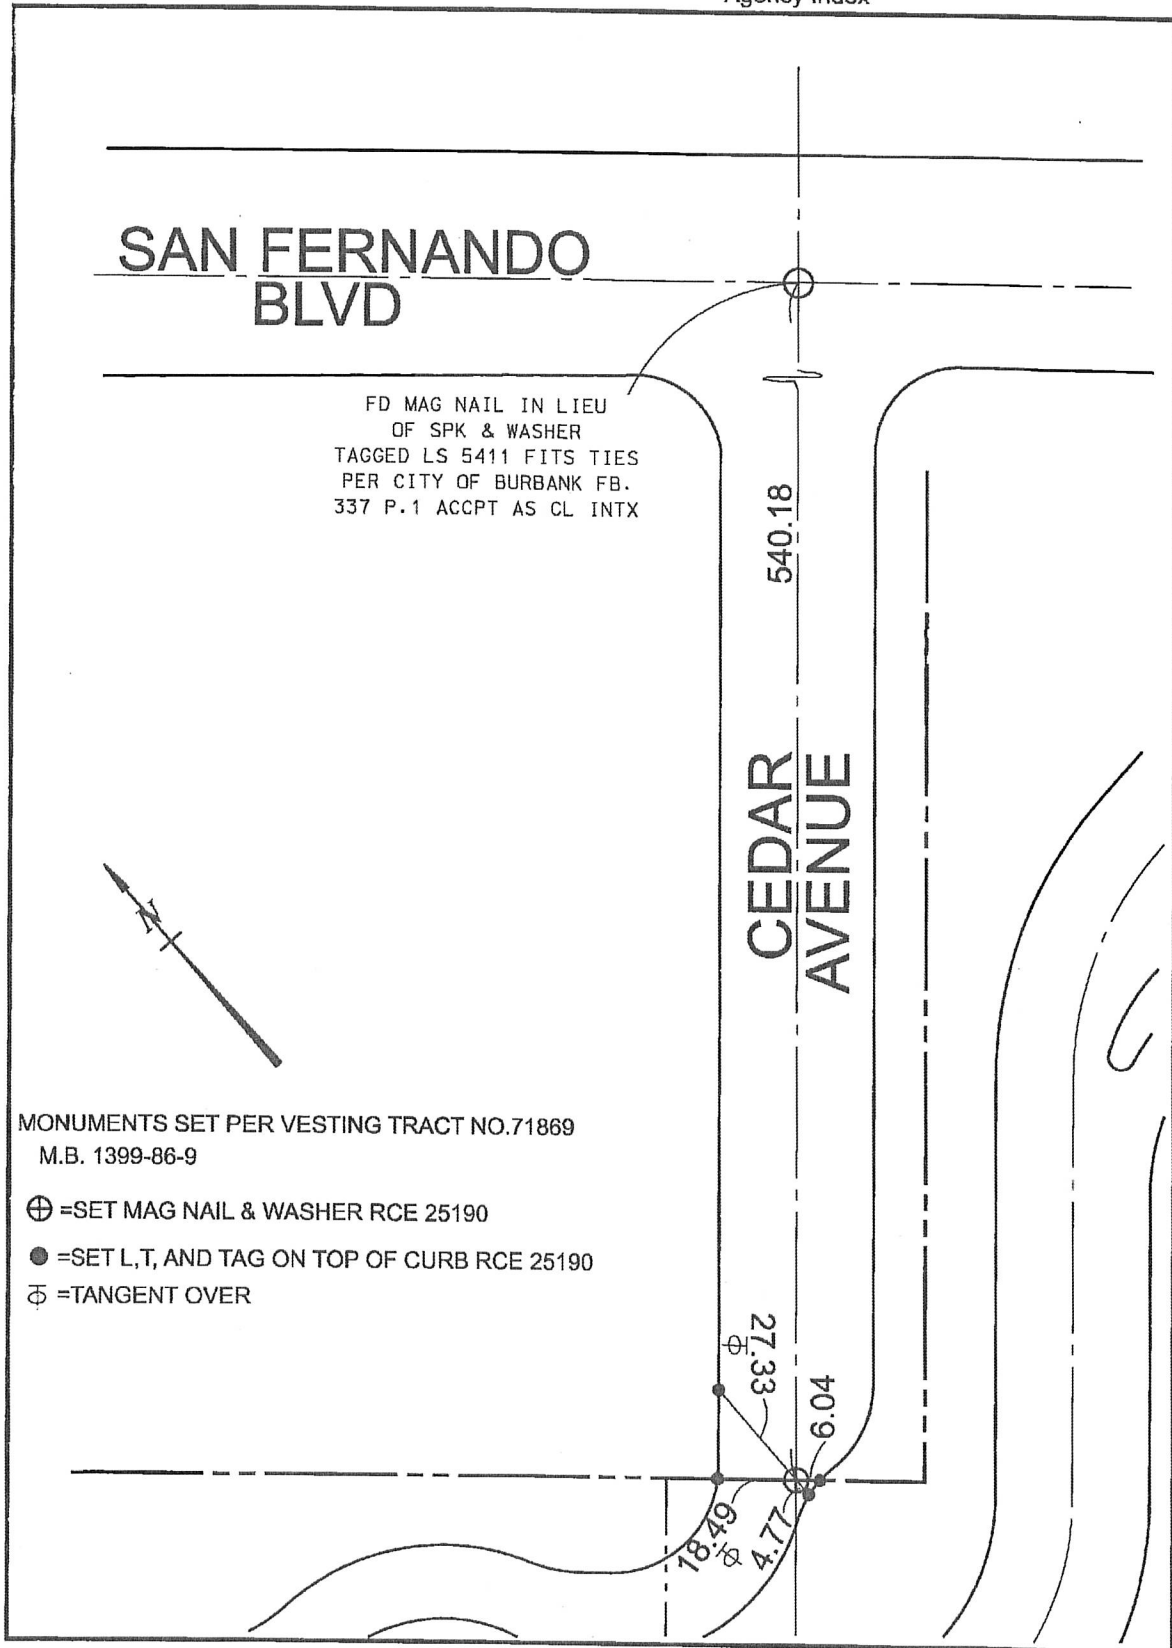 Agency Index
SAN FERNANDO
BLVD
FD MAG NAIL IN LIEU
OF SPK & WASHER
TAGGED LS 5411 FITS TIES
PER CITY OF BURBANK FB.
337 P.1 ACCPT AS CL INTX
540.18
CEDAR
AVENUE
N
MONUMENTS SET PER VESTING TRACT NO.71869
M.B. 1399-86-9
=SET MAG NAIL & WASHER RCE 25190
=SET L,T, AND TAG ON TOP OF CURB RCE 25190
=TANGENT OVER
27.33
6.04
18.49
4.77